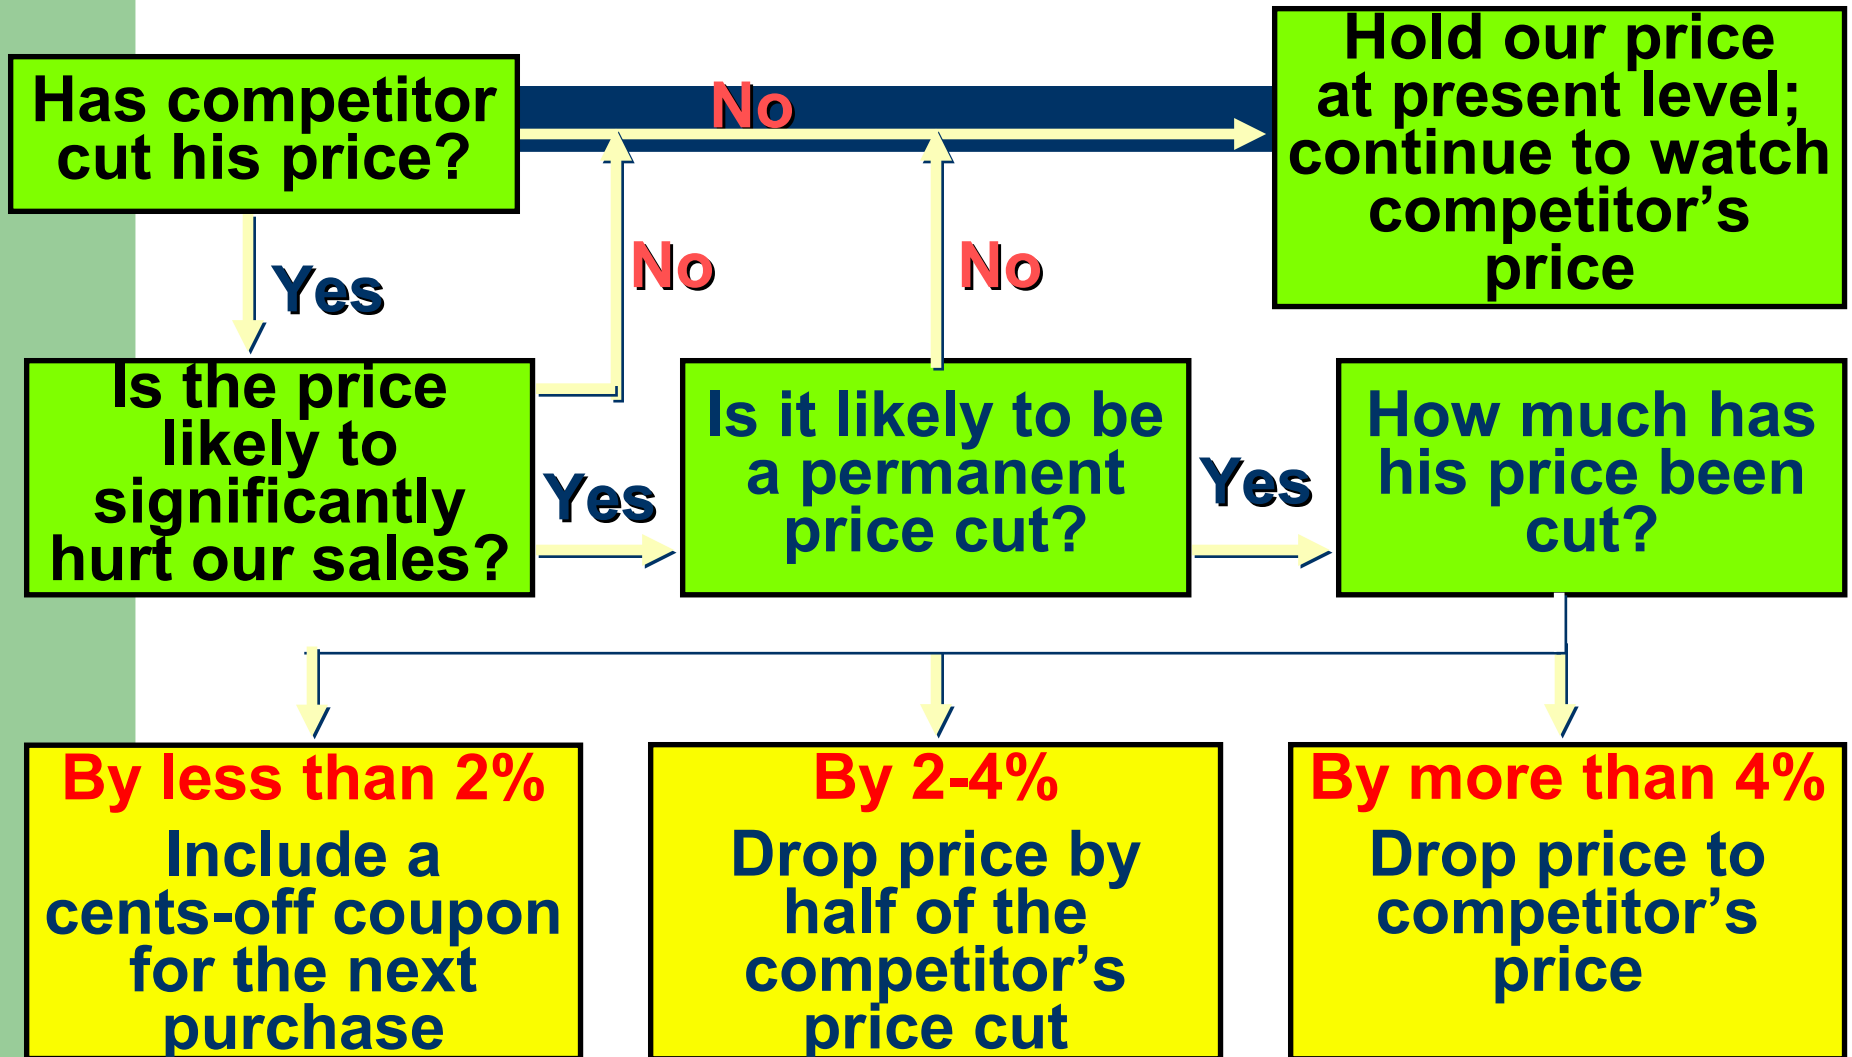 Has competitor
cut his price?
No
Hold our price
at present level;
continue to watch
competitor’s
price
Yes
No
No
Is the price
likely to
significantly
hurt our sales?
Yes
Is it likely to be
a permanent
price cut?
Yes
How much has
his price been
cut?
By less than 2%
Include a
cents-off coupon
for the next
purchase
By 2-4%
Drop price by
half of the
competitor’s
price cut
By more than 4%
Drop price to
competitor’s
price